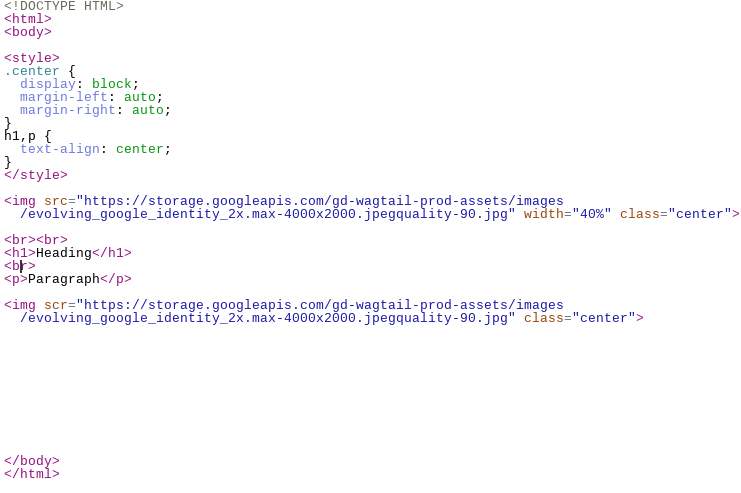 <!DOCTYPE HTML>
<html>
<body>
<style>
.center {
display: block;
margin-left: auto;
margin-right: auto;
}
h1,p {
text-align: center;
}
</style>
<img src="https://storage.googleapis.com/gd-wagtail-prod-assets/images
/evolving_google_identity_2x.max-4000x2000.jpegquality-90.jpg" width="40%" class="center">
<br><br>
<h1>Heading</h1>
<br>
<p>Paragraph</p>
<img scr="https://storage.googleapis.com/gd-wagtail-prod-assets/images
/evolving_google_identity_2x.max-4000x2000.jpegquality-90.jpg" class="center">
</body>
</html>